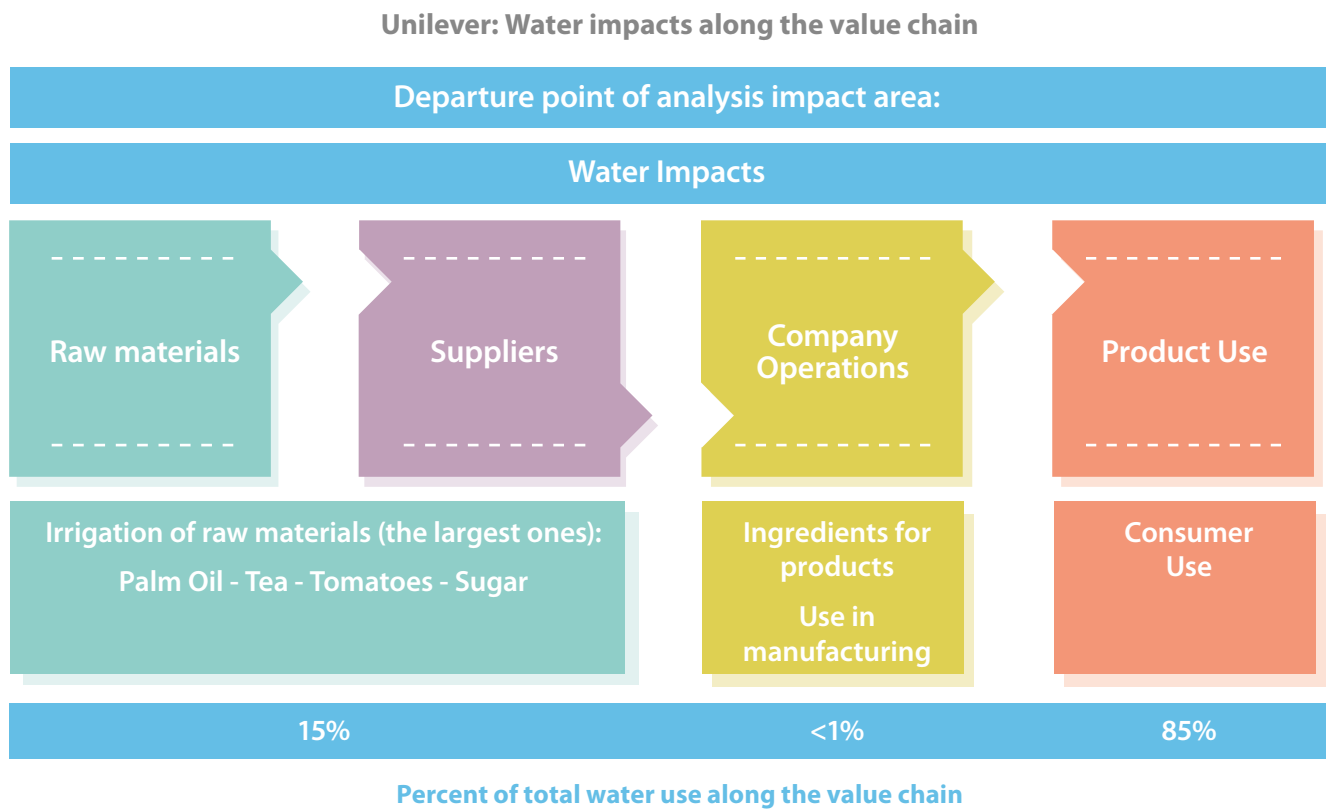 Unilever: Water impacts along the value chain
Departure point of analysis impact area:
Water Impacts
Raw materials
Suppliers
Company
Operations
Product Use
Irrigation of raw materials (the largest ones):
Palm Oil - Tea - Tomatoes - Sugar
Ingredients for
products
Use in
manufacturing
Consumer
Use
15%
<1%
85%
Percent of total water use along the value chain